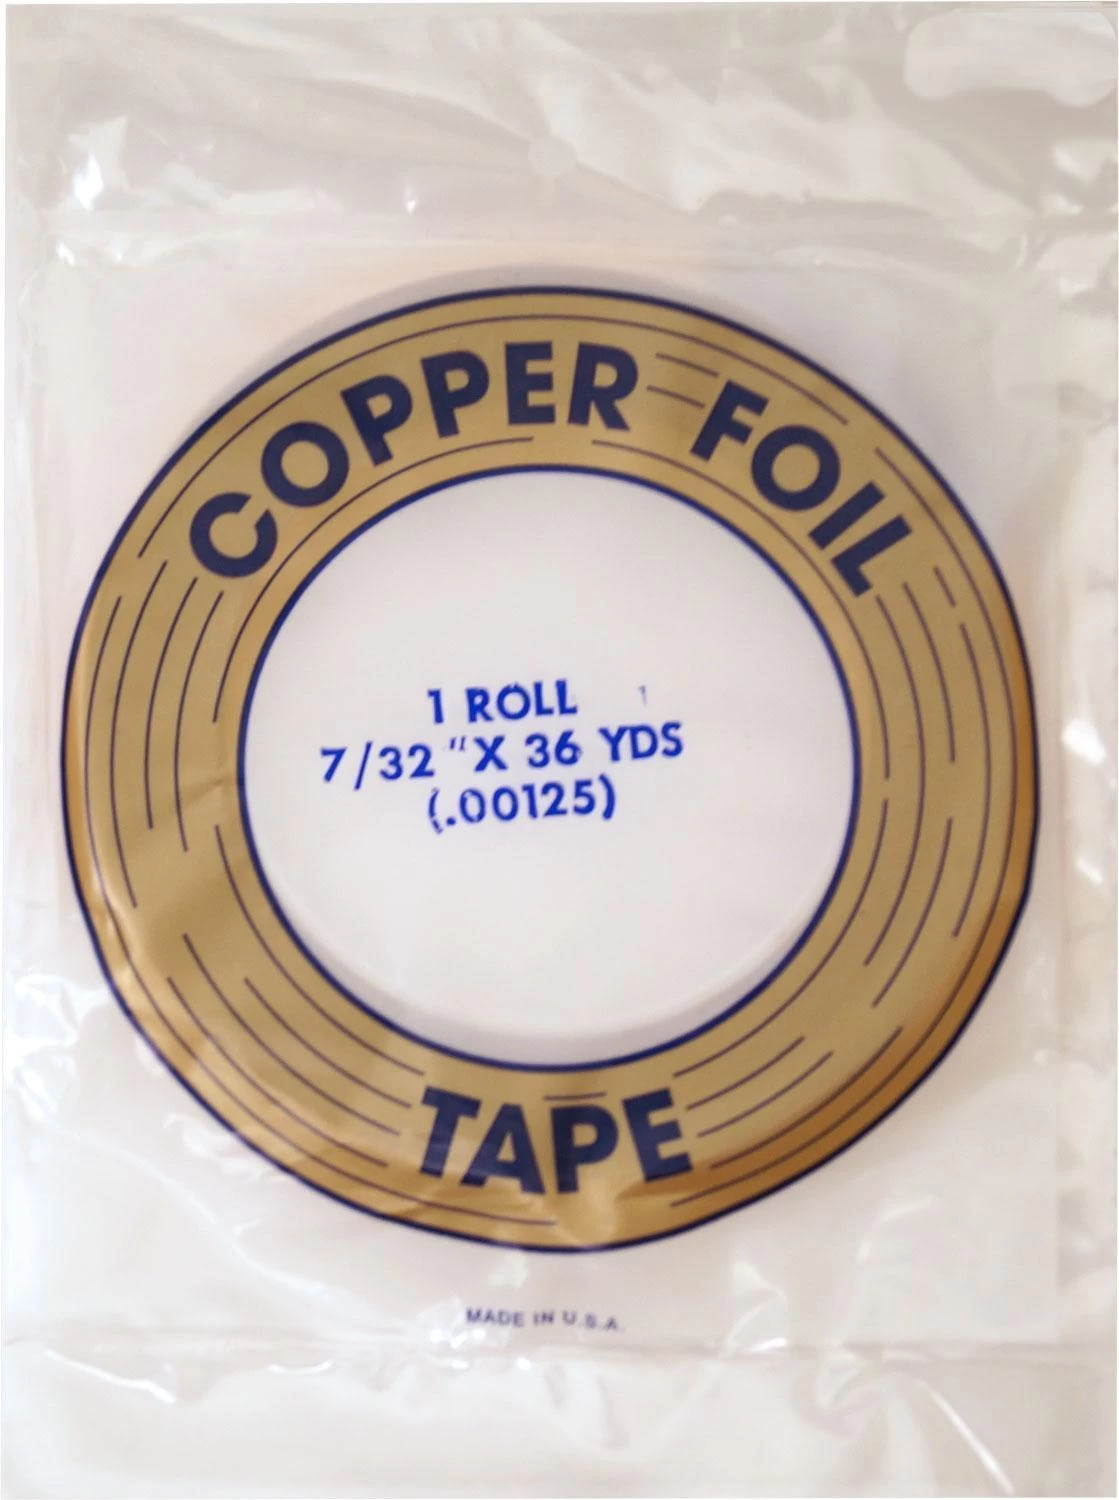 COPPER FOIL
1 ROLL
7/32 "X 36 YDS
(.00125)
TAPE
MADE IN U.S.A.